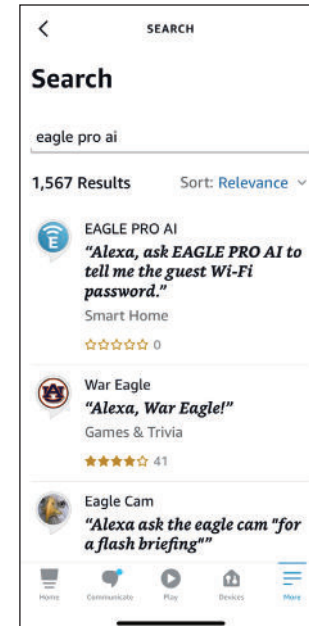 SEARCH
Search
eagle pro ai
1,567 Results Sort: Relevance
EAGLE PRO AI
“Alexa, ask EAGLE PRO AI to
tell me the guest Wi-Fi
password.”
Smart Home
0
War Eagle
“Alexa, War Eagle!”
Games & Trivia
41
Eagle Cam
“Alexa ask the eagle cam "for
a flash briefing"”
Home Communicate Play Devices More